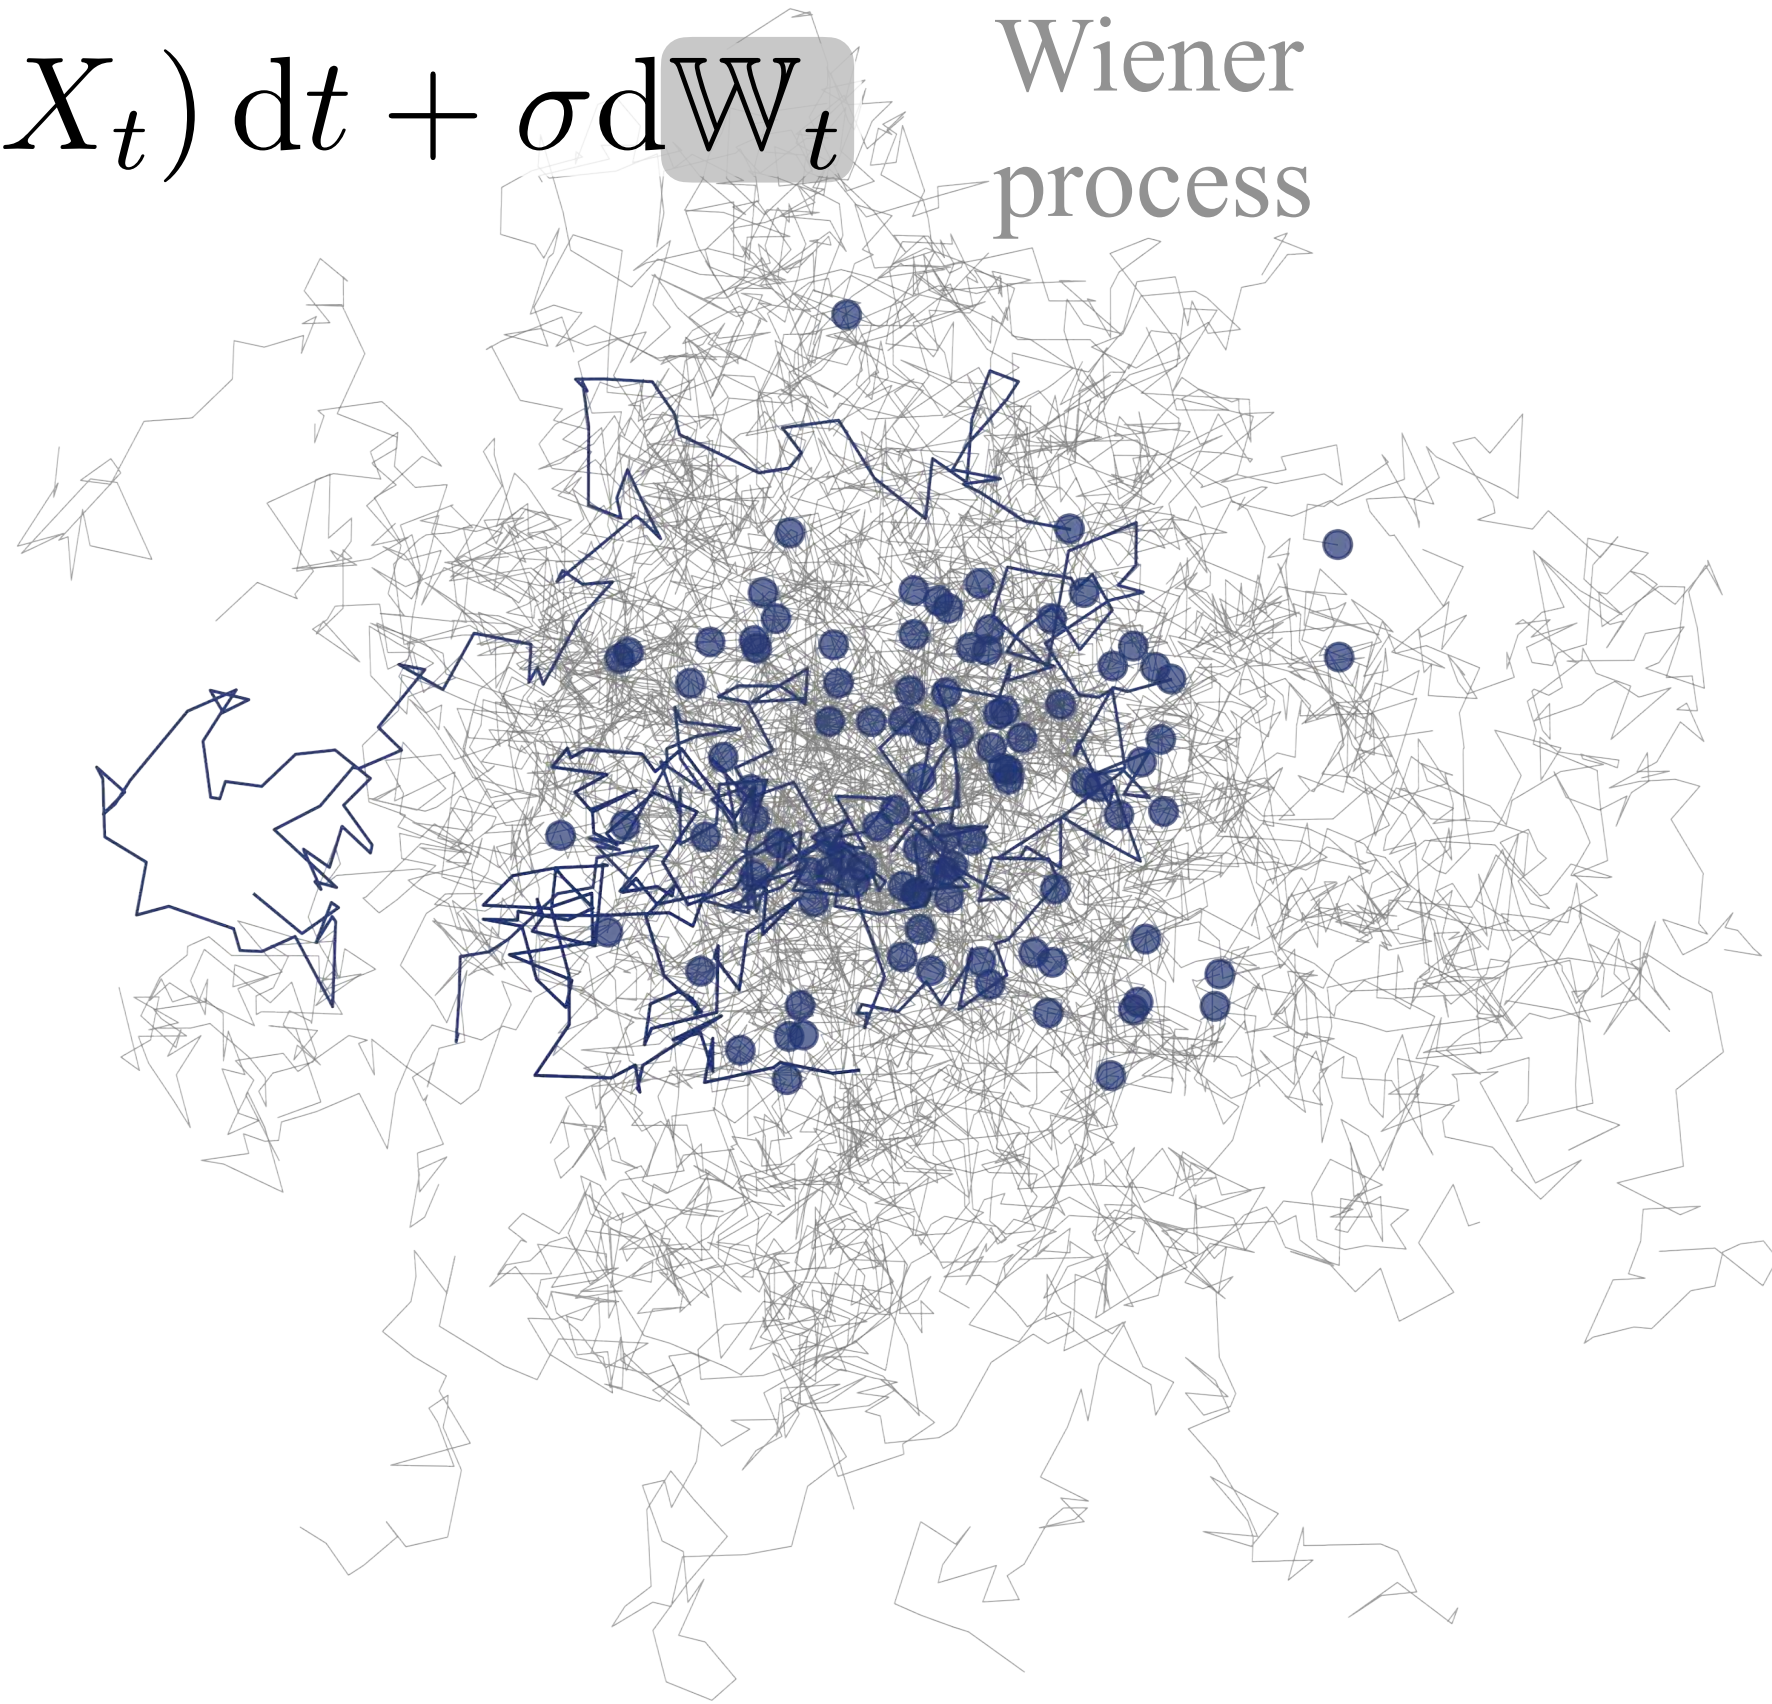 X_t) dt + σd𝕎_t
Wiener
process